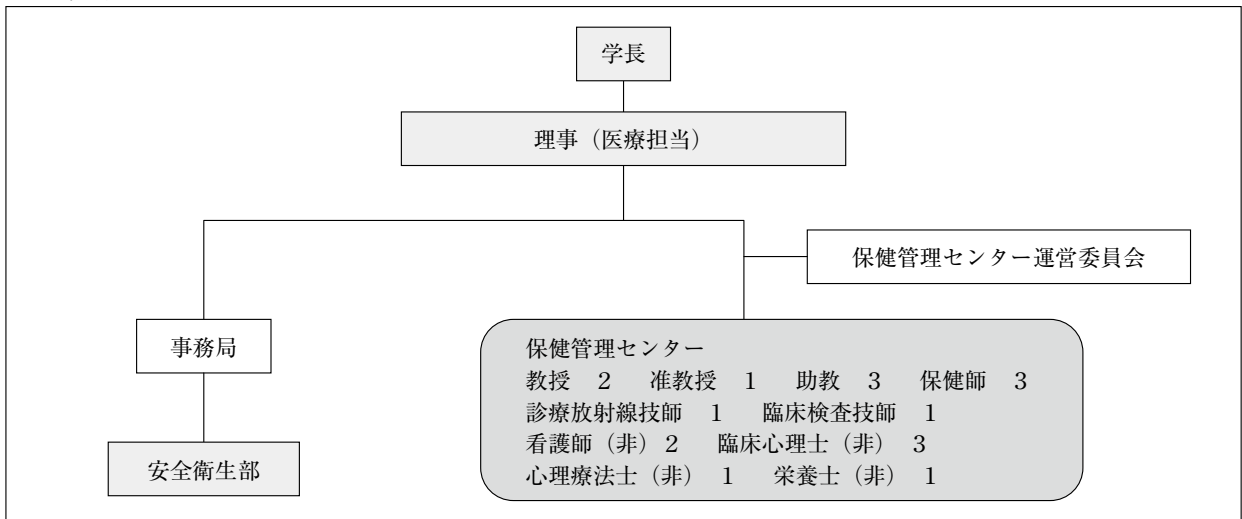 学長
理事（医療担当）
保健管理センター運営委員会
事務局
安全衛生部
保健管理センター
教授　2　准教授　1　助教　3　保健師　3
診療放射線技師　1　臨床検査技師　1
看護師（非）2　臨床心理士（非）　3
心理療法士（非）　1　栄養士（非）　1